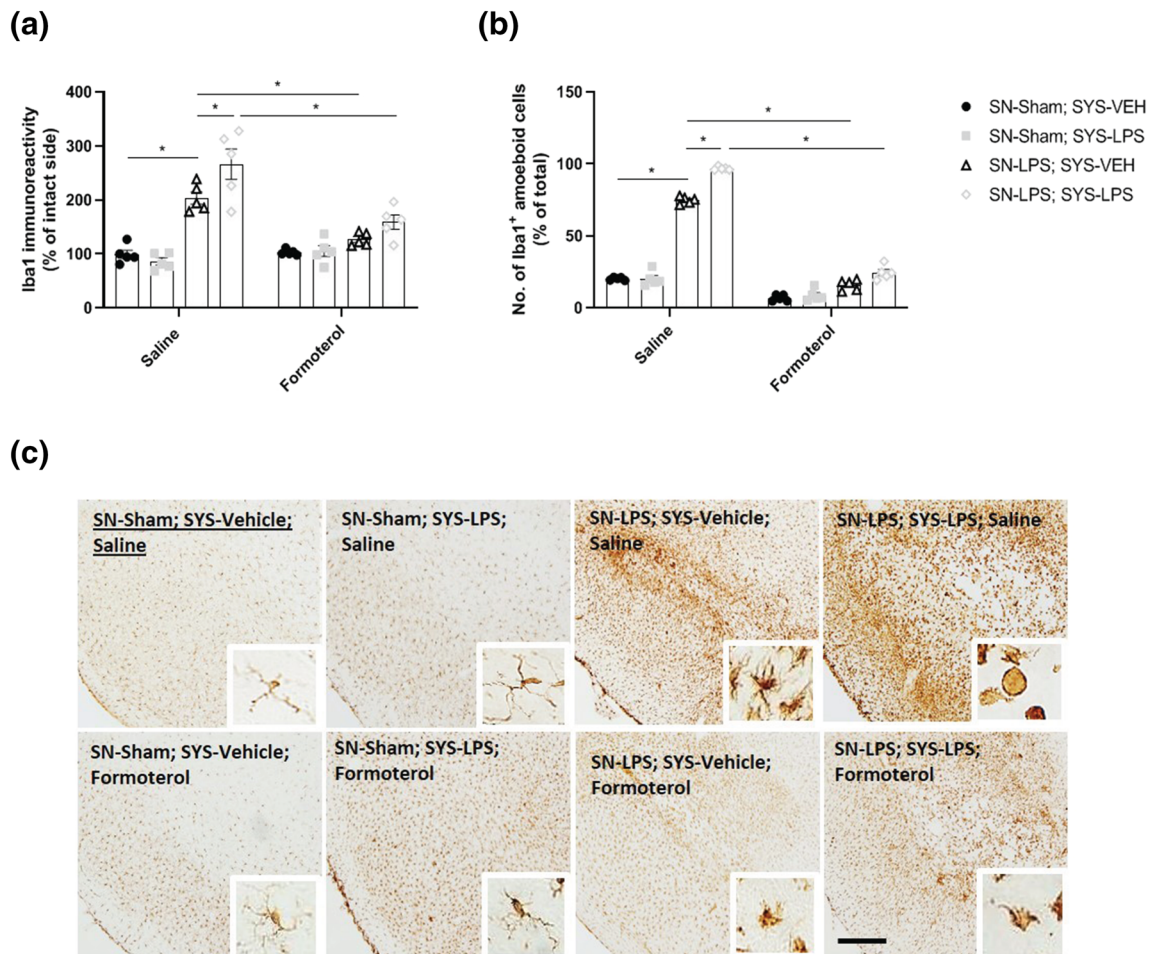 (a)
Iba1 immunoreactivity
(% of intact side)
400
300
200
100
0
*
*
*
*
Saline
Formoterol
(b)
No. of Iba1+ amoeboid cells
(% of total)
150
100
50
0
*
*
*
*
Saline
Formoterol
SN-Sham; SYS-VEH
SN-Sham; SYS-LPS
SN-LPS; SYS-VEH
SN-LPS; SYS-LPS
(c)
SN-Sham; SYS-Vehicle;
Saline
SN-Sham; SYS-LPS;
Saline
SN-LPS; SYS-Vehicle;
Saline
SN-LPS; SYS-LPS; Saline
SN-Sham; SYS-Vehicle;
Formoterol
SN-Sham; SYS-LPS;
Formoterol
SN-LPS; SYS-Vehicle;
Formoterol
SN-LPS; SYS-LPS;
Formoterol